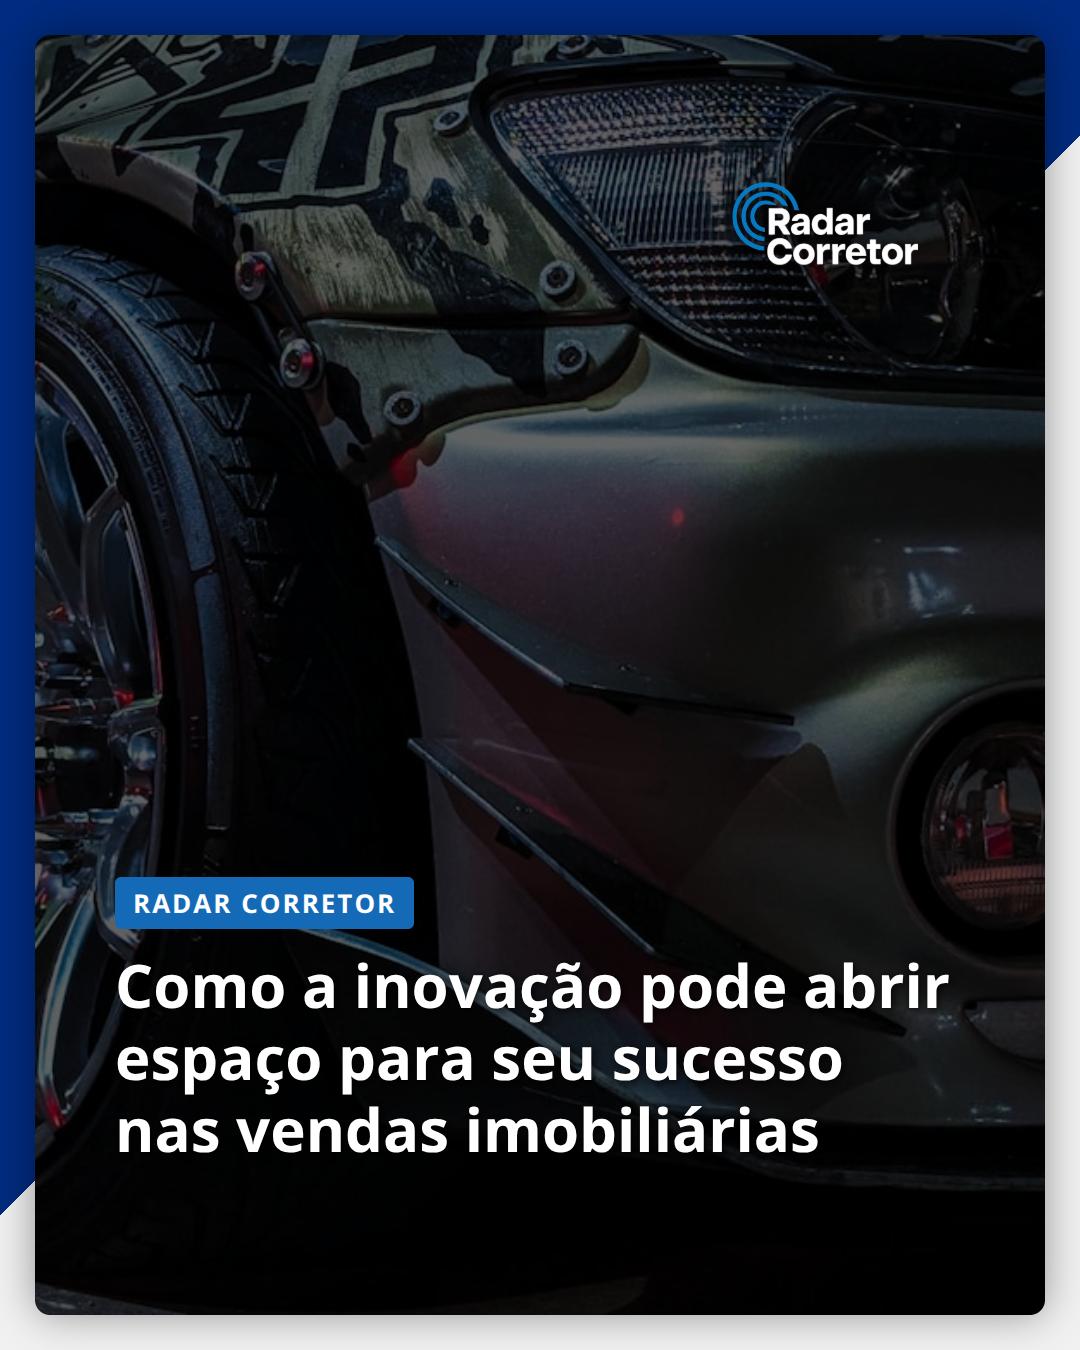 Radar
Corretor
RADAR CORRETOR
Como a inovação pode abrir
espaço para seu sucesso
nas vendas imobiliárias